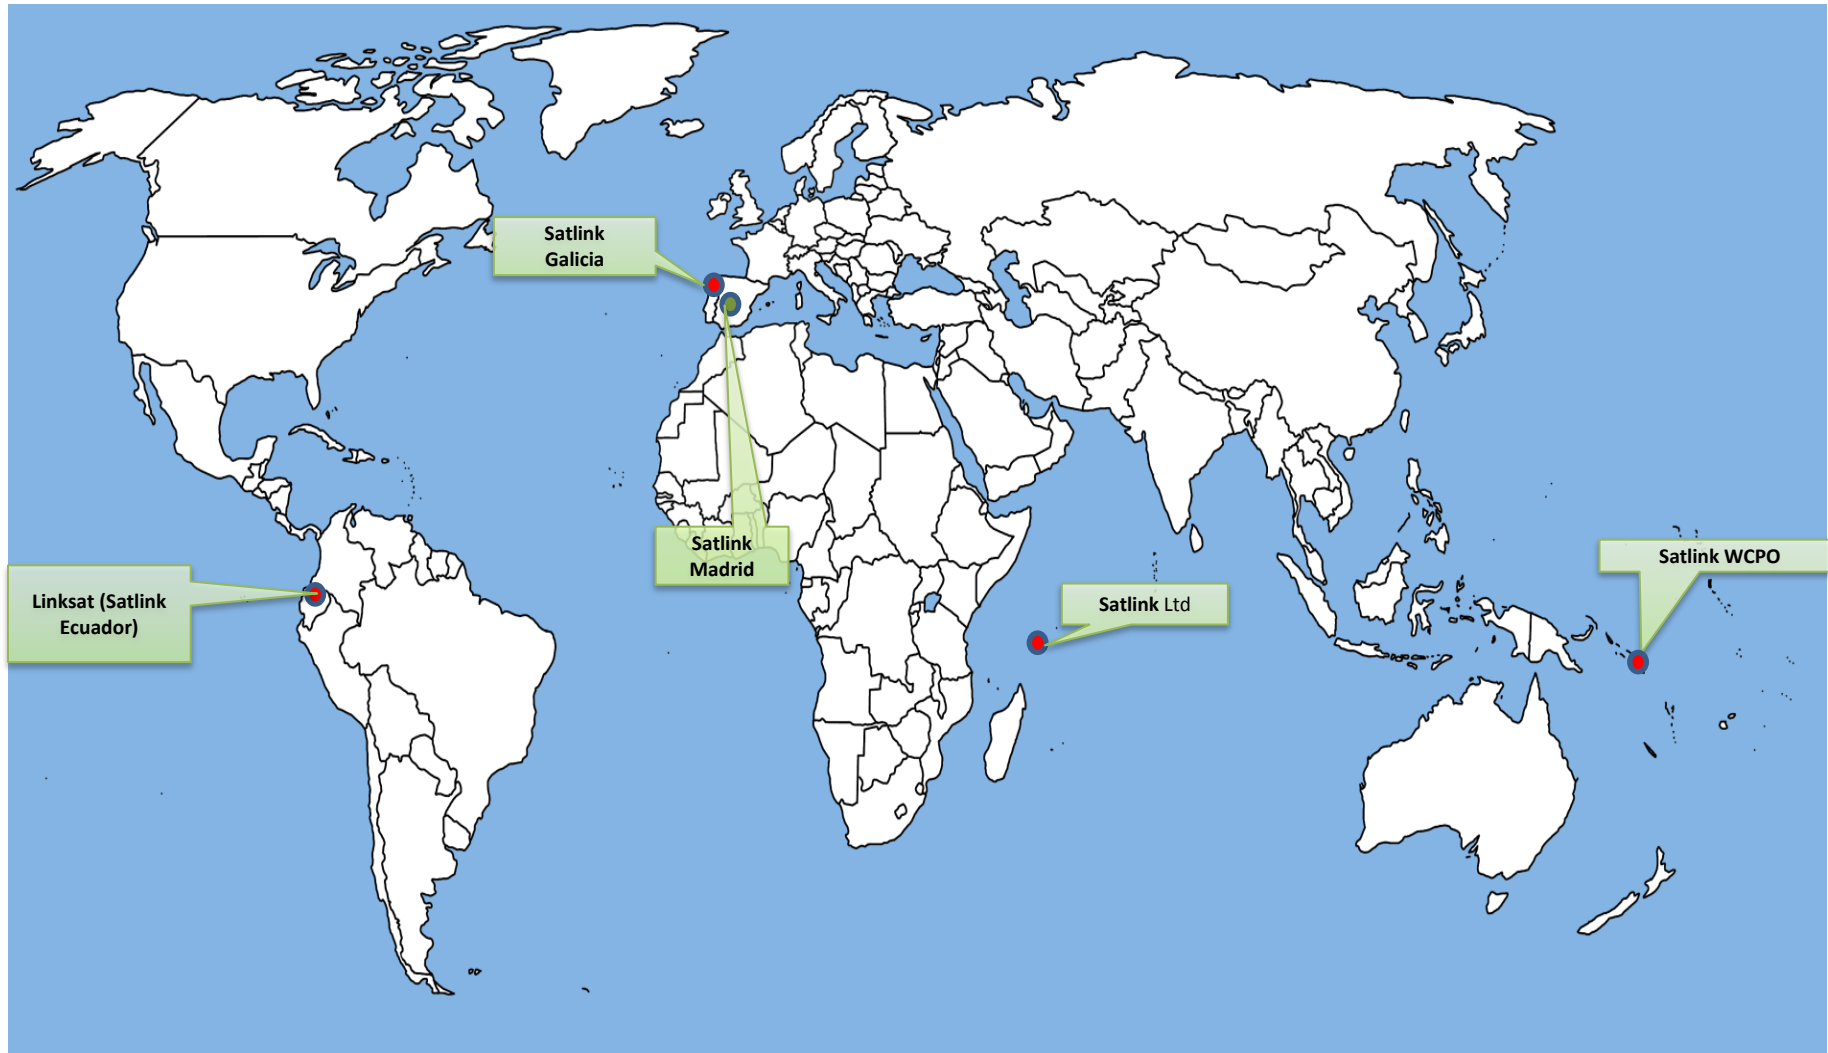 Satlink
Galicia
Satlink
Madrid
Satlink WCPO
Linksat (Satlink
Ecuador)
Satlink Ltd